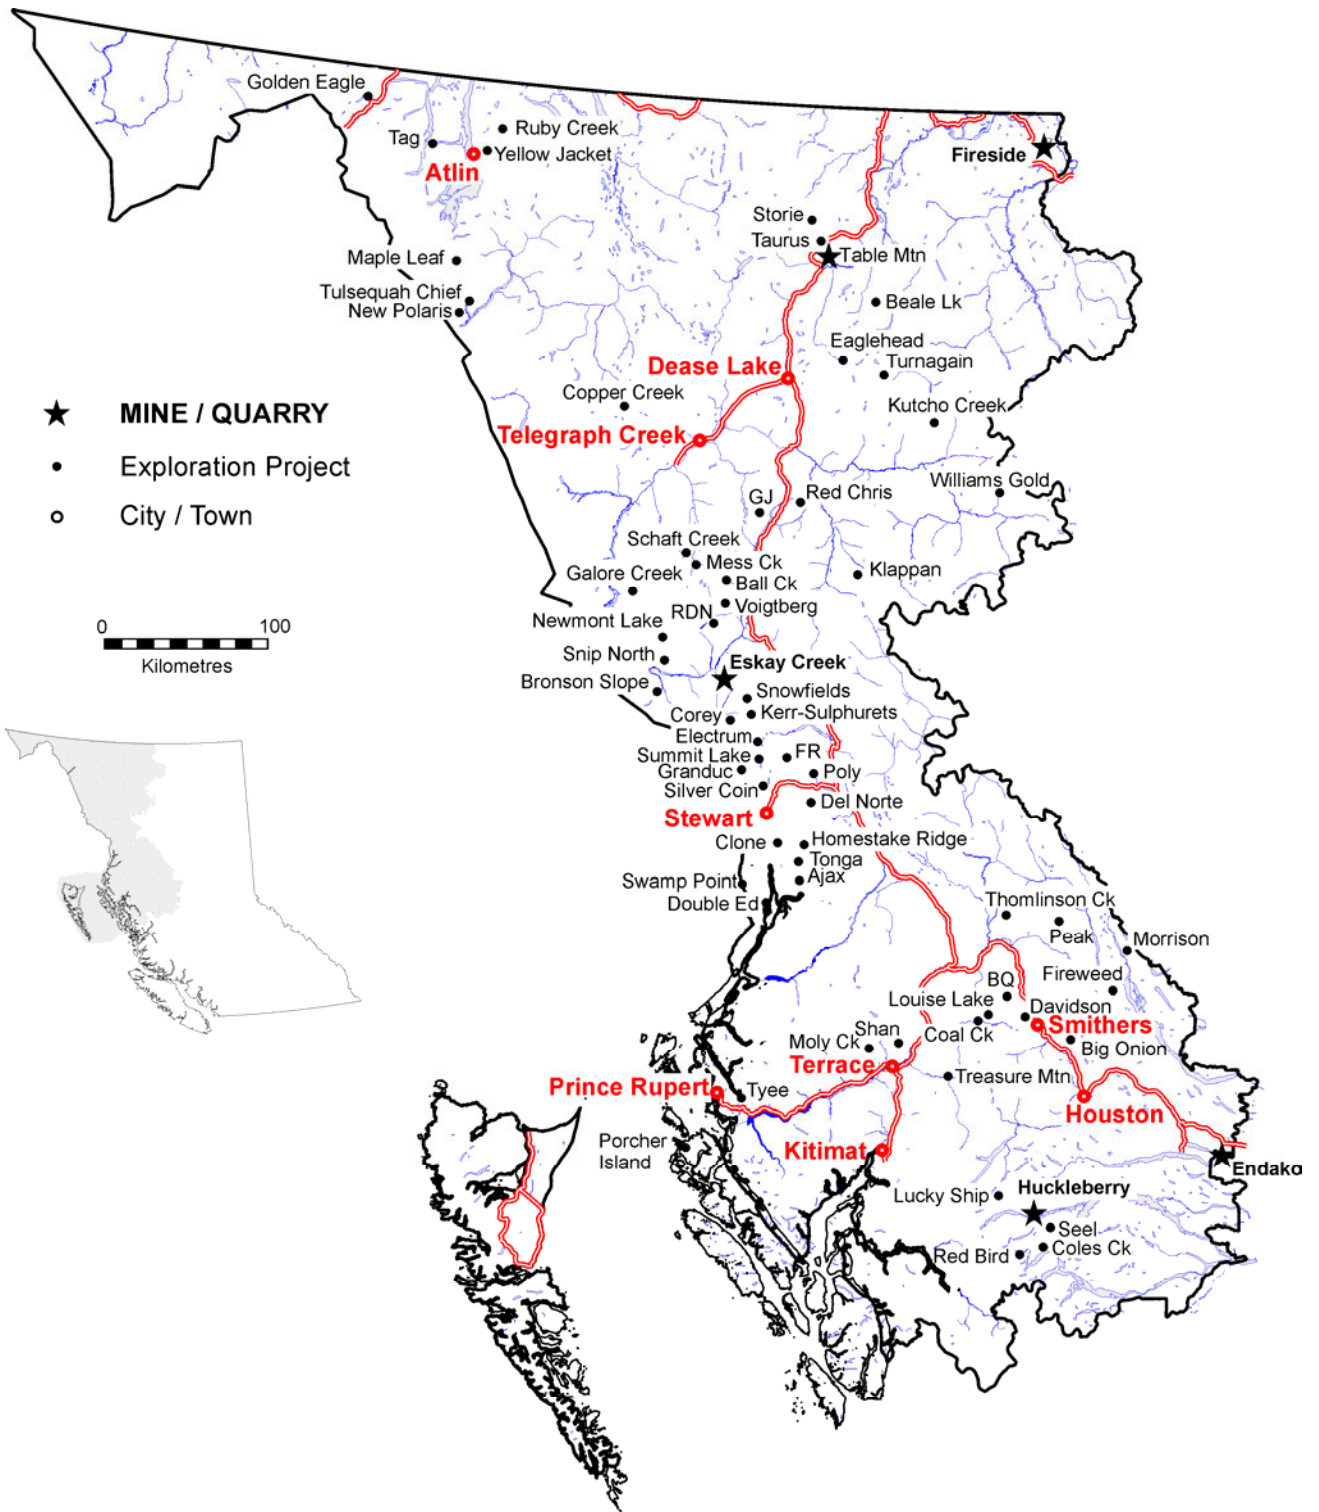 Golden Eagle
Ruby Creek
Tag
Yellow Jacket
Atlin
Fireside
Storie
Taurus
Table Mtn
Maple Leaf
Tulsequah Chief
New Polaris
Beale Lk
Eaglehead
Turnagain
Dease Lake
Copper Creek
Kutcho Creek
Telegraph Creek
MINE / QUARRY
Exploration Project
City / Town
Williams Gold
GJ
Red Chris
Schaft Creek
Mess Ck
Galore Creek
Ball Ck
Klappan
RDN
Voigtberg
Newmont Lake
0
100
Kilometres
Snip North
Eskay Creek
Bronson Slope
Snowfields
Corey
Kerr-Sulphurets
Electrum
Summit Lake
FR
Granduc
Poly
Silver Coin
Del Norte
Stewart
Clone
Homestake Ridge
Tonga
Ajax
Swamp Point
Double Ed
Thomlinson Ck
Peak
Morrison
Fireweed
BQ
Louise Lake
Davidson
Smithers
Coal Ck
Shan
Moly Ck
Big Onion
Terrace
Treasure Mtn
Prince Rupert
Tyee
Houston
Porcher
Island
Kitimat
Endako
Lucky Ship
Huckleberry
Seel
Coles Ck
Red Bird